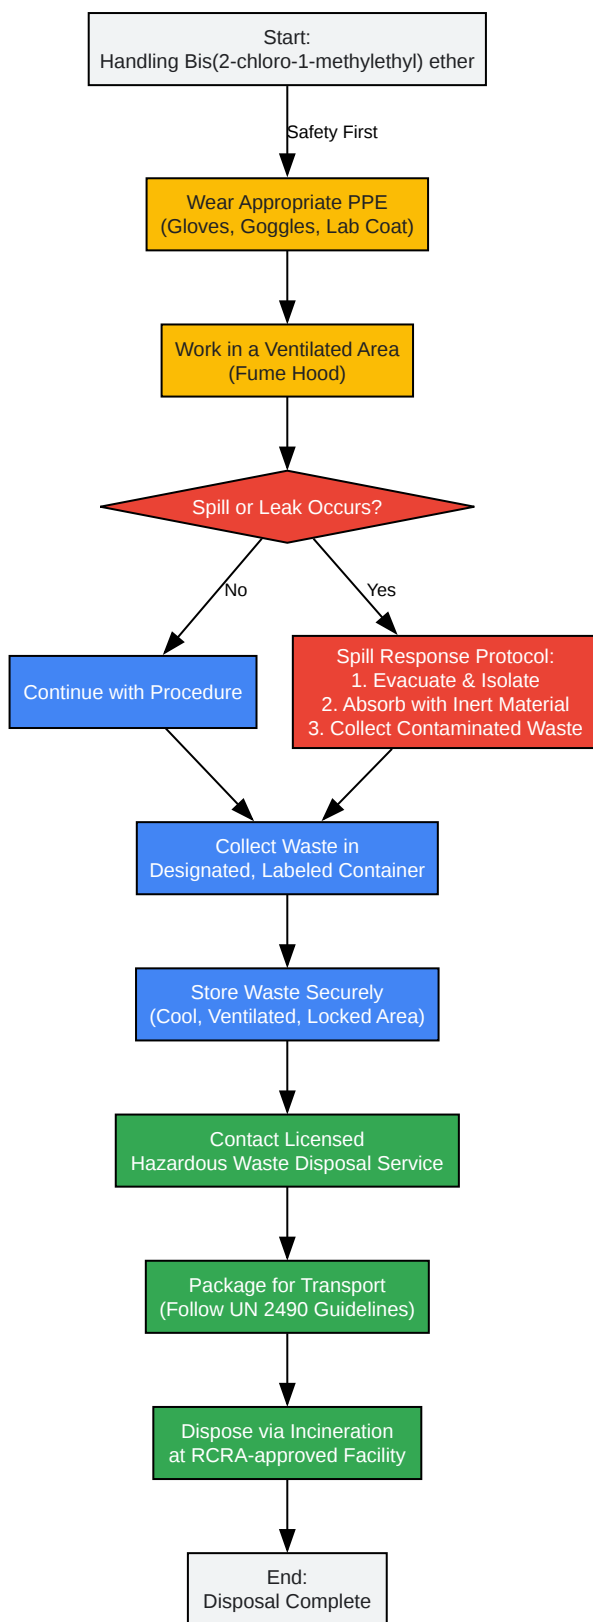 Start:
Handling Bis(2-chloro-1-methylethyl) ether
Safety First
Wear Appropriate PPE
(Gloves, Goggles, Lab Coat)
Work in a Ventilated Area
(Fume Hood)
Spill or Leak Occurs?
No
Yes
Continue with Procedure
Spill Response Protocol:
1. Evacuate & Isolate
2. Absorb with Inert Material
3. Collect Contaminated Waste
Collect Waste in
Designated, Labeled Container
Store Waste Securely
(Cool, Ventilated, Locked Area)
Contact Licensed
Hazardous Waste Disposal Service
Package for Transport
(Follow UN 2490 Guidelines)
Dispose via Incineration
at RCRA-approved Facility
End:
Disposal Complete